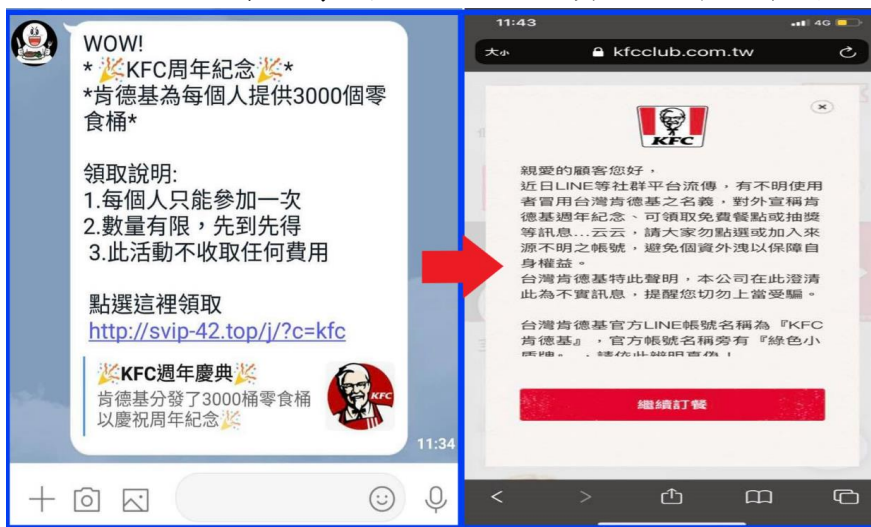 WOW!
* 🎉KFC周年紀念🎉*
*肯德基為每個人提供3000個零
食桶*
領取說明:
1.每個人只能參加一次
2.數量有限，先到先得
3.此活動不收取任何費用
點選這裡領取
http://svip-42.top/j/?c=kfc
🎉KFC週年慶典🎉
肯德基分發了3000桶零食桶
以慶祝周年紀念🎉
KFC
11:34
11:43
4G
大小
kfcclub.com.tw
KFC
親愛的顧客您好，
近日LINE等社群平台流傳，有不明使用
者冒用台灣肯德基之名義，對外宣稱肯
德基週年紀念、可領取免費餐點或抽獎
等訊息...云云，請大家勿點選或加入來
源不明之帳號，避免個資外洩以保障自
身權益。
台灣肯德基特此聲明，本公司在此澄清
此為不實訊息，提醒您切勿上當受騙。
台灣肯德基官方LINE帳號名稱為『KFC
肯德基』，官方帳號名稱旁有『綠色小
盾牌』，請依此辨明真偽！
繼續訂餐